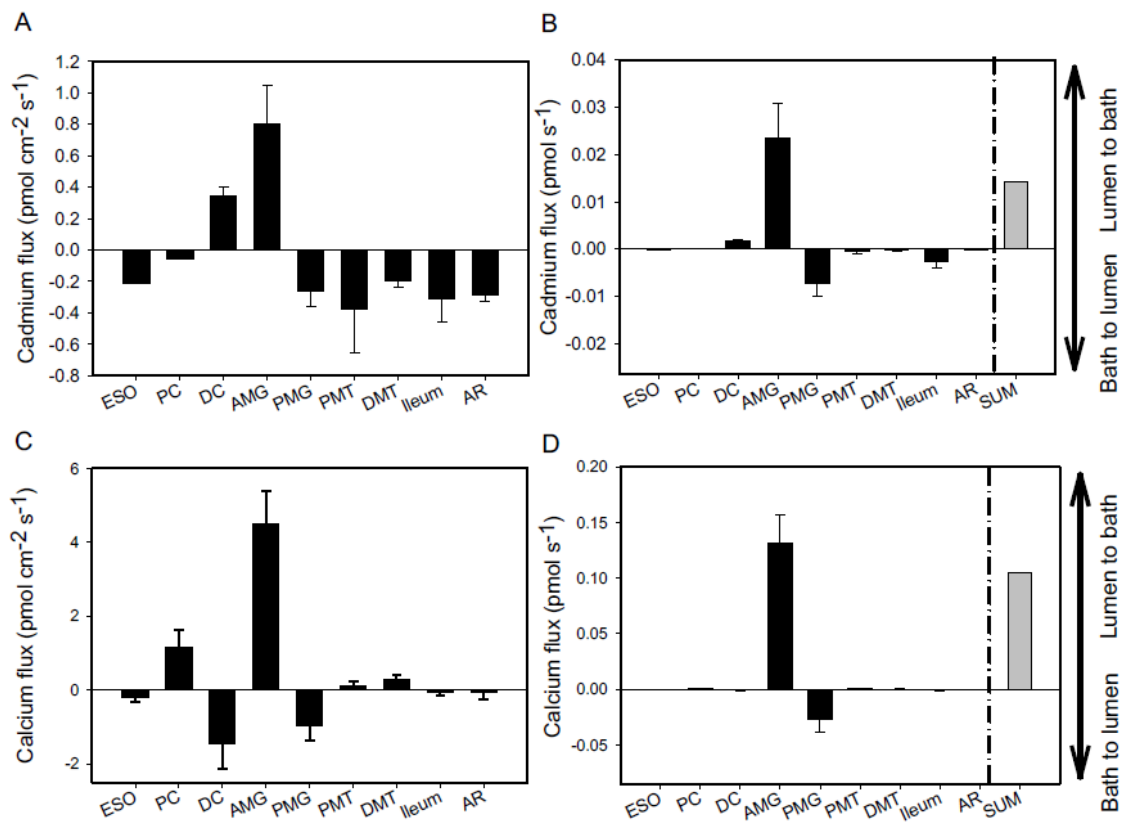 A
Cadmium flux (pmol cm-2 s-1)
1.2
1.0
0.8
0.6
0.4
0.2
0.0
-0.2
-0.4
-0.6
-0.8
ESO PC DC AMG PMG PMT DMT Ileum AR
B
Cadmium flux (pmol s-1)
0.04
0.03
0.02
0.01
0.00
-0.01
-0.02
ESO PC DC AMG PMG PMT DMT Ileum AR SUM
Bath to lumen Lumen to bath
C
Calcium flux (pmol cm-2 s-1)
6
4
2
0
-2
ESO PC DC AMG PMG PMT DMT Ileum AR
D
Calcium flux (pmol s-1)
0.20
0.15
0.10
0.05
0.00
-0.05
ESO PC DC AMG PMG PMT DMT Ileum AR SUM
Bath to lumen Lumen to bath